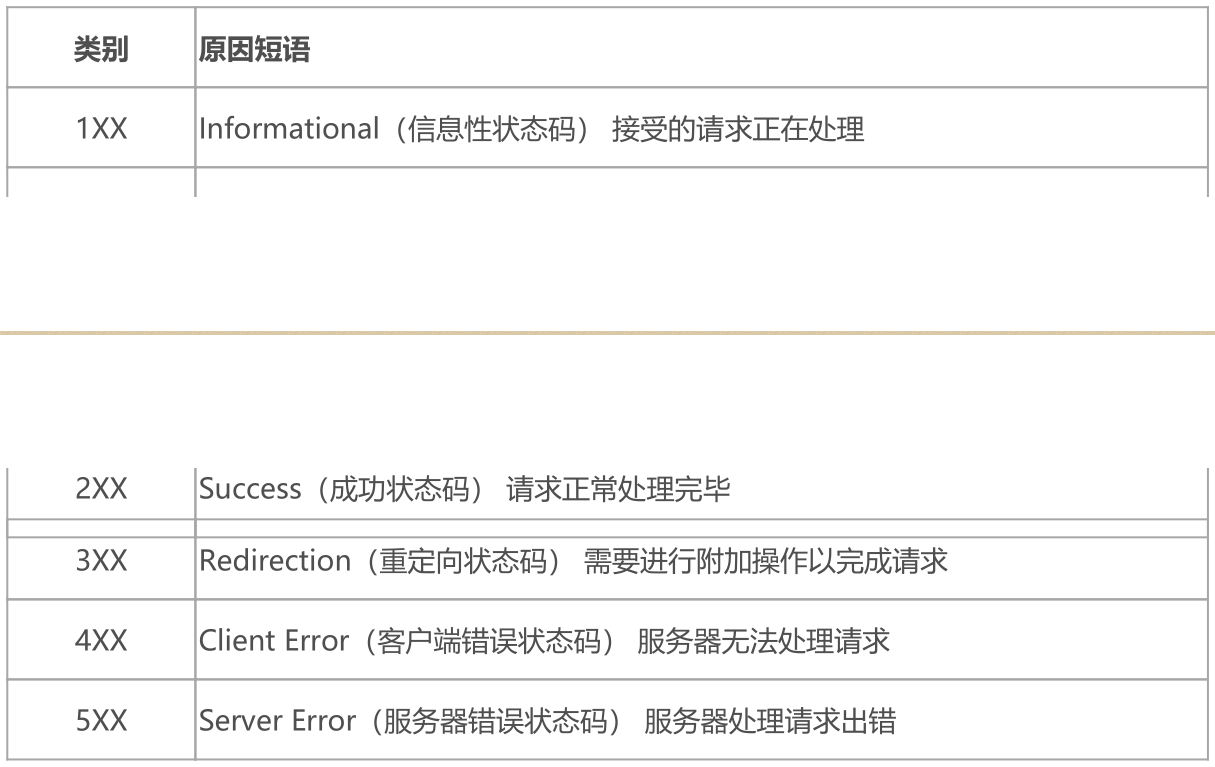 类别 原因短语
1XX Informational（信息性状态码） 接受的请求正在处理
2XX Success（成功状态码） 请求正常处理完毕
3XX Redirection（重定向状态码） 需要进行附加操作以完成请求
4XX Client Error（客户端错误状态码） 服务器无法处理请求
5XX Server Error（服务器错误状态码） 服务器处理请求出错